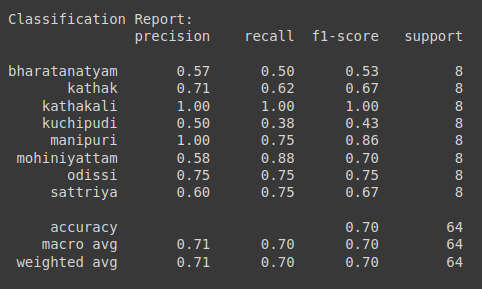 Classification Report:
precision recall f1-score support
bharatanatyam 0.57 0.50 0.53 8
kathak 0.71 0.62 0.67 8
kathakali 1.00 1.00 1.00 8
kuchipudi 0.50 0.38 0.43 8
manipuri 1.00 0.75 0.86 8
mohiniyattam 0.58 0.88 0.70 8
odissi 0.75 0.75 0.75 8
sattriya 0.60 0.75 0.67 8
accuracy 0.70 64
macro avg 0.71 0.70 0.70 64
weighted avg 0.71 0.70 0.70 64